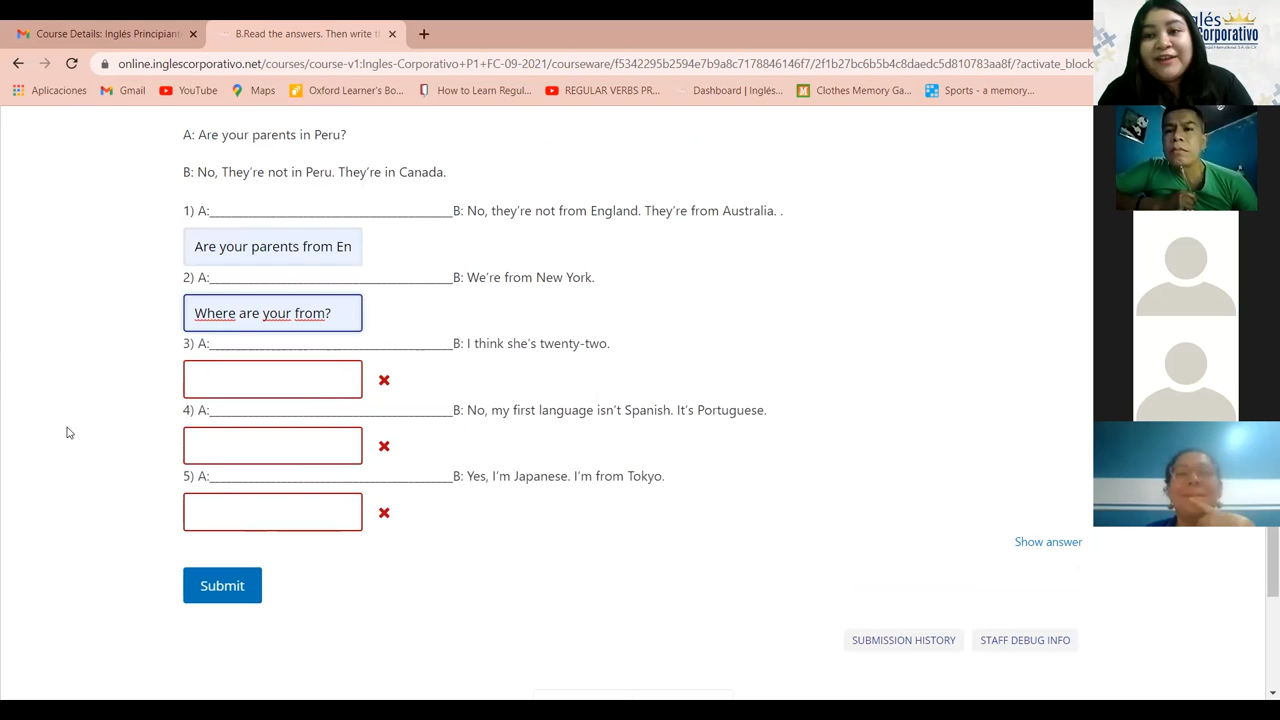 Course Details: Inglés Principiant
B.Read the answers. Then write t
online.inglescorporativo.net/courses/course-v1:Ingles-Corporativo+P1+FC-09-2021/courseware/f5342295b2594e7b9a8c7178846146f7/2f1b27bc6b5b4c8daedc5d810783aa8f/?activate_block
Aplicaciones Gmail YouTube Maps Oxford Learner's Bo... How to Learn Regul... REGULAR VERBS PR... Dashboard | Inglés... Clothes Memory Ga... Sports - a memory...
glés
Corporativo
A: Are your parents in Peru?
B: No, They're not in Peru. They're in Canada.
1) A:______________________________________B: No, they're not from England. They're from Australia. .
Are your parents from En
2) A:______________________________________B: We're from New York.
Where are your from?
3) A:______________________________________B: I think she's twenty-two.
4) A:______________________________________B: No, my first language isn't Spanish. It's Portuguese.
5) A:______________________________________B: Yes, I'm Japanese. I'm from Tokyo.
Show answer
Submit
SUBMISSION HISTORY STAFF DEBUG INFO